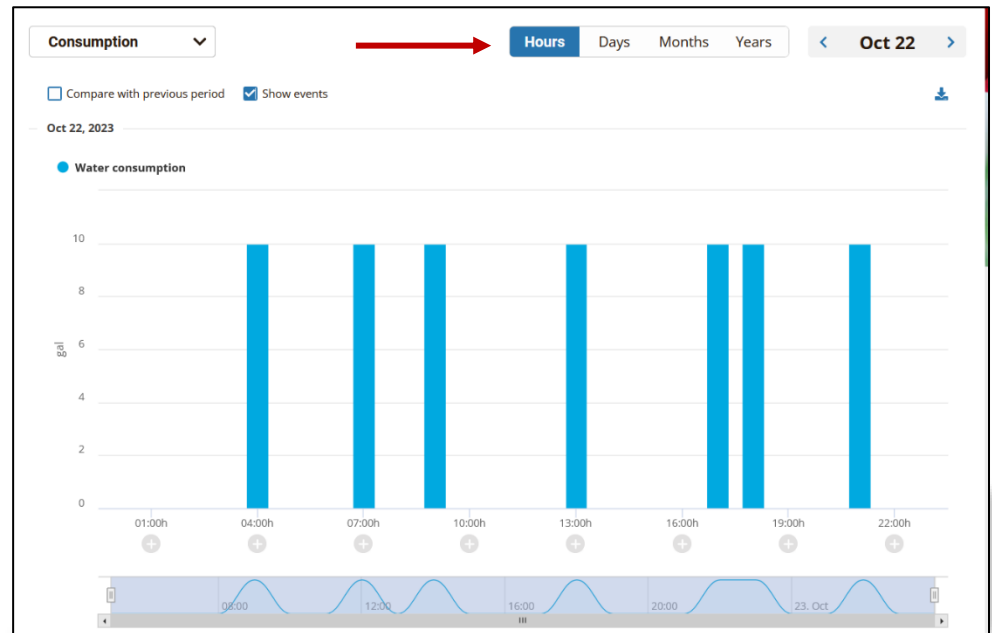 Consumption
Hours Days Months Years
Oct 22
Compare with previous period
Show events
Oct 22, 2023
Water consumption
10
8
6
4
2
0
gal
01:00h 04:00h 07:00h 10:00h 13:00h 16:00h 19:00h 22:00h
08:00 12:00 16:00 20:00 23. Oct